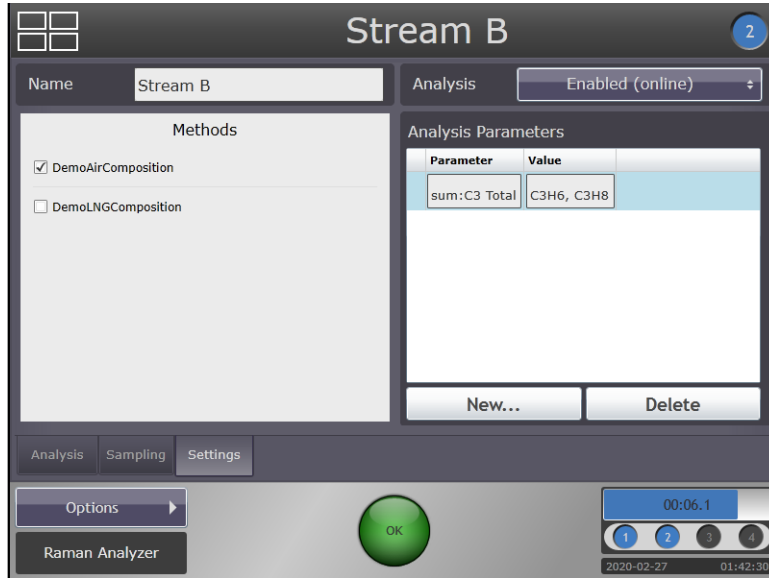 Stream B
2
Name
Stream B
Analysis
Enabled (online)
Methods
DemoAirComposition
DemoLNGComposition
Analysis Parameters
Parameter Value
sum:C3 Total C3H6, C3H8
New... Delete
Analysis Sampling Settings
Options
Raman Analyzer
OK
00:06.1
1 2 3 4
2020-02-27 01:42:30